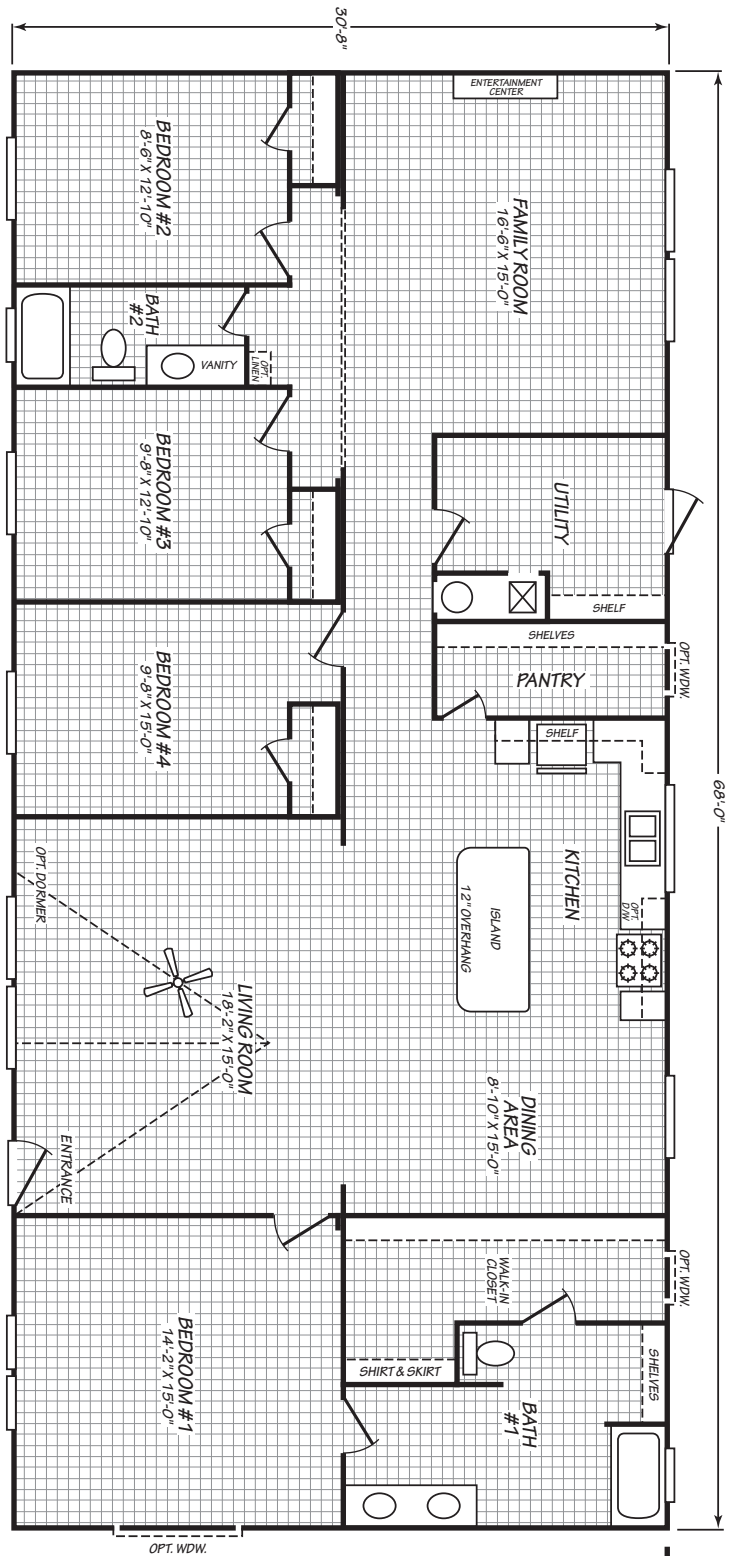 30'-8"
68'-0"
ENTERTAINMENT
CENTER
FAMILY ROOM
16'-6" X 15'-0"
BEDROOM #2
8'-6" X 12'-10"
BATH
#2
VANITY
OPT.
LINEN
BEDROOM #3
9'-8" X 12'-10"
UTILITY
SHELF
SHELVES
PANTRY
OPT. WDW.
BEDROOM #4
9'-8" X 15'-0"
SHELF
KITCHEN
OPT.
D/W
ISLAND
12" OVERHANG
OPT. DORMER
LIVING ROOM
18'-2" X 15'-0"
DINING
AREA
8'-10" X 15'-0"
ENTRANCE
OPT. WDW.
WALK-IN
CLOSET
SHIRT & SKIRT
SHELVES
BATH
#1
BEDROOM #1
14'-2" X 15'-0"
OPT. WDW.